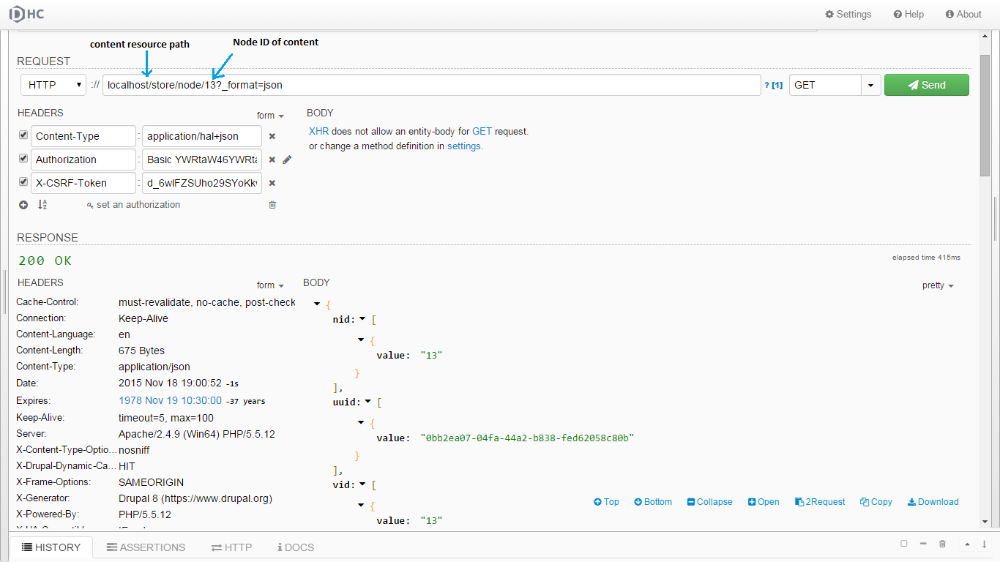 DHC
Settings Help About
content resource path Node ID of content
REQUEST
HTTP :// localhost/store/node/13?_format=json ? [1] GET Send
HEADERS form BODY
Content-Type : application/hal+json
Authorization : Basic YWRtaW46YWRta
X-CSRF-Token : d_6wlFZSUho29SYoKkv
XHR does not allow an entity-body for GET request.
or change a method definition in settings.
set an authorization
RESPONSE
200 OK elapsed time 415ms
HEADERS form BODY pretty
Cache-Control: must-revalidate, no-cache, post-check
Connection: Keep-Alive
Content-Language: en
Content-Length: 675 Bytes
Content-Type: application/json
Date: 2015 Nov 18 19:00:52 -1s
Expires: 1978 Nov 19 10:30:00 -37 years
Keep-Alive: timeout=5, max=100
Server: Apache/2.4.9 (Win64) PHP/5.5.12
X-Content-Type-Optio... nosniff
X-Drupal-Dynamic-Ca... HIT
X-Frame-Options: SAMEORIGIN
X-Generator: Drupal 8 (https://www.drupal.org)
X-Powered-By: PHP/5.5.12
{
nid: [
{
value: "13"
}
],
uuid: [
{
value: "0bb2ea07-04fa-44a2-b838-fed62058c80b"
}
],
vid: [
{
value: "13"
Top Bottom Collapse Open 2Request Copy Download
HISTORY ASSERTIONS HTTP DOCS